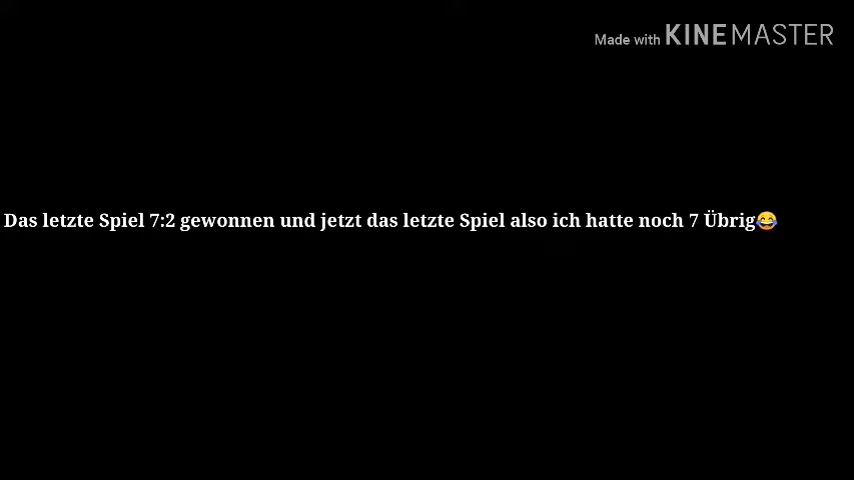 Made with KINEMASTER
Das letzte Spiel 7:2 gewonnen und jetzt das letzte Spiel also ich hatte noch 7 Übrig😂